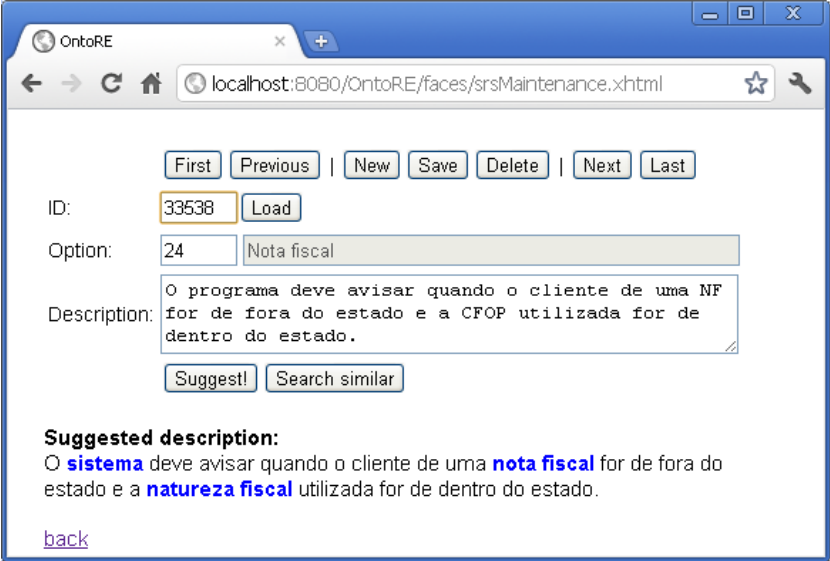 OntoRE
localhost:8080/OntoRE/faces/srsMaintenance.xhtml
First Previous | New Save Delete | Next Last
ID: 33538 Load
Option: 24 Nota fiscal
Description: O programa deve avisar quando o cliente de uma NF
for de fora do estado e a CFOP utilizada for de
dentro do estado.
Suggest! Search similar
Suggested description:
O sistema deve avisar quando o cliente de uma nota fiscal for de fora do
estado e a natureza fiscal utilizada for de dentro do estado.
back